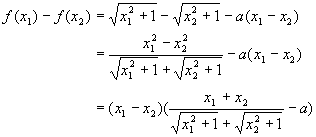 f(x₁) − f(x₂) = √(x₁² + 1) − √(x₂² + 1) − a(x₁ − x₂)
= (x₁² − x₂²)/(√(x₁² + 1) + √(x₂² + 1)) − a(x₁ − x₂)
= (x₁ − x₂)((x₁ + x₂)/(√(x₁² + 1) + √(x₂² + 1)) − a)